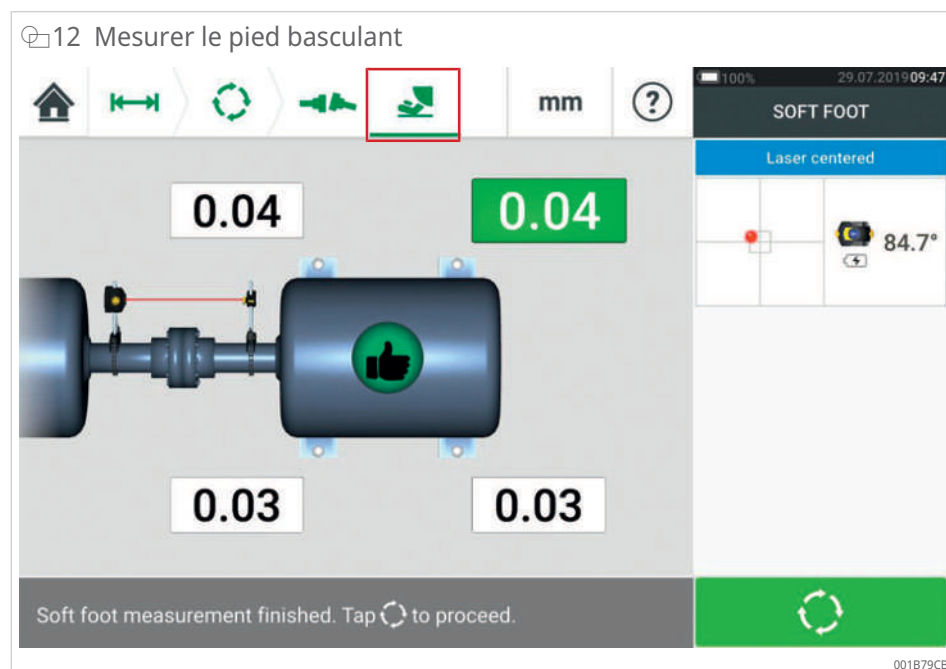 12 Mesurer le pied basculant
mm
?
100% 29.07.2019 09:47
SOFT FOOT
Laser centered
84.7°
0.04
0.04
0.03
0.03
Soft foot measurement finished. Tap to proceed.
001B79CB